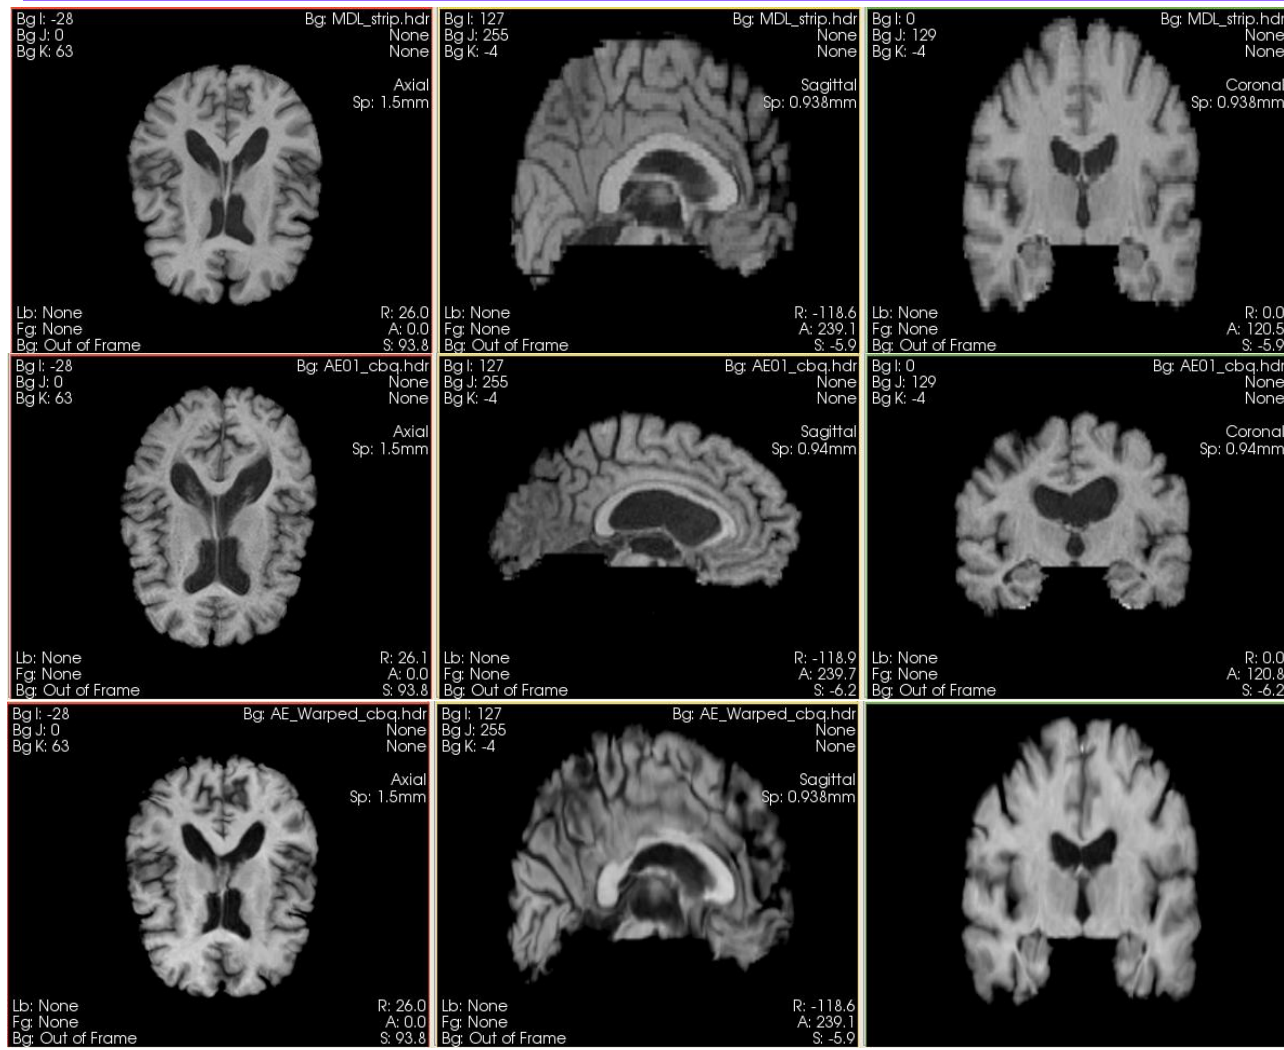 Bg I: -28
Bg: MDL_strip.hdr
Bg J: 0
None
Bg K: 63
None
Axial
Sp: 1.5mm
Lb: None
R: 26.0
Fg: None
A: 0.0
Bg: Out of Frame
S: 93.8
Bg I: 127
Bg: MDL_strip.hdr
Bg J: 255
None
Bg K: -4
None
Sagittal
Sp: 0.938mm
Lb: None
R: -118.6
Fg: None
A: 239.1
Bg: Out of Frame
S: -5.9
Bg I: 0
Bg: MDL_strip.hdr
Bg J: 129
None
Bg K: -4
None
Coronal
Sp: 0.938mm
Lb: None
R: 0.0
Fg: None
A: 120.5
Bg: Out of Frame
S: -5.9
Bg I: -28
Bg: AE01_cbq.hdr
Bg J: 0
None
Bg K: 63
None
Axial
Sp: 1.5mm
Lb: None
R: 26.1
Fg: None
A: 0.0
Bg: Out of Frame
S: 93.8
Bg I: 127
Bg: AE01_cbq.hdr
Bg J: 255
None
Bg K: -4
None
Sagittal
Sp: 0.94mm
Lb: None
R: -118.9
Fg: None
A: 239.7
Bg: Out of Frame
S: -6.2
Bg I: 0
Bg: AE01_cbq.hdr
Bg J: 129
None
Bg K: -4
None
Coronal
Sp: 0.94mm
Lb: None
R: 0.0
Fg: None
A: 120.8
Bg: Out of Frame
S: -6.2
Bg I: -28
Bg: AE_Warped_cbq.hdr
Bg J: 0
None
Bg K: 63
None
Axial
Sp: 1.5mm
Lb: None
R: 26.0
Fg: None
A: 0.0
Bg: Out of Frame
S: 93.8
Bg I: 127
Bg: AE_Warped_cbq.hdr
Bg J: 255
None
Bg K: -4
None
Sagittal
Sp: 0.938mm
Lb: None
R: -118.6
Fg: None
A: 239.1
Bg: Out of Frame
S: -5.9